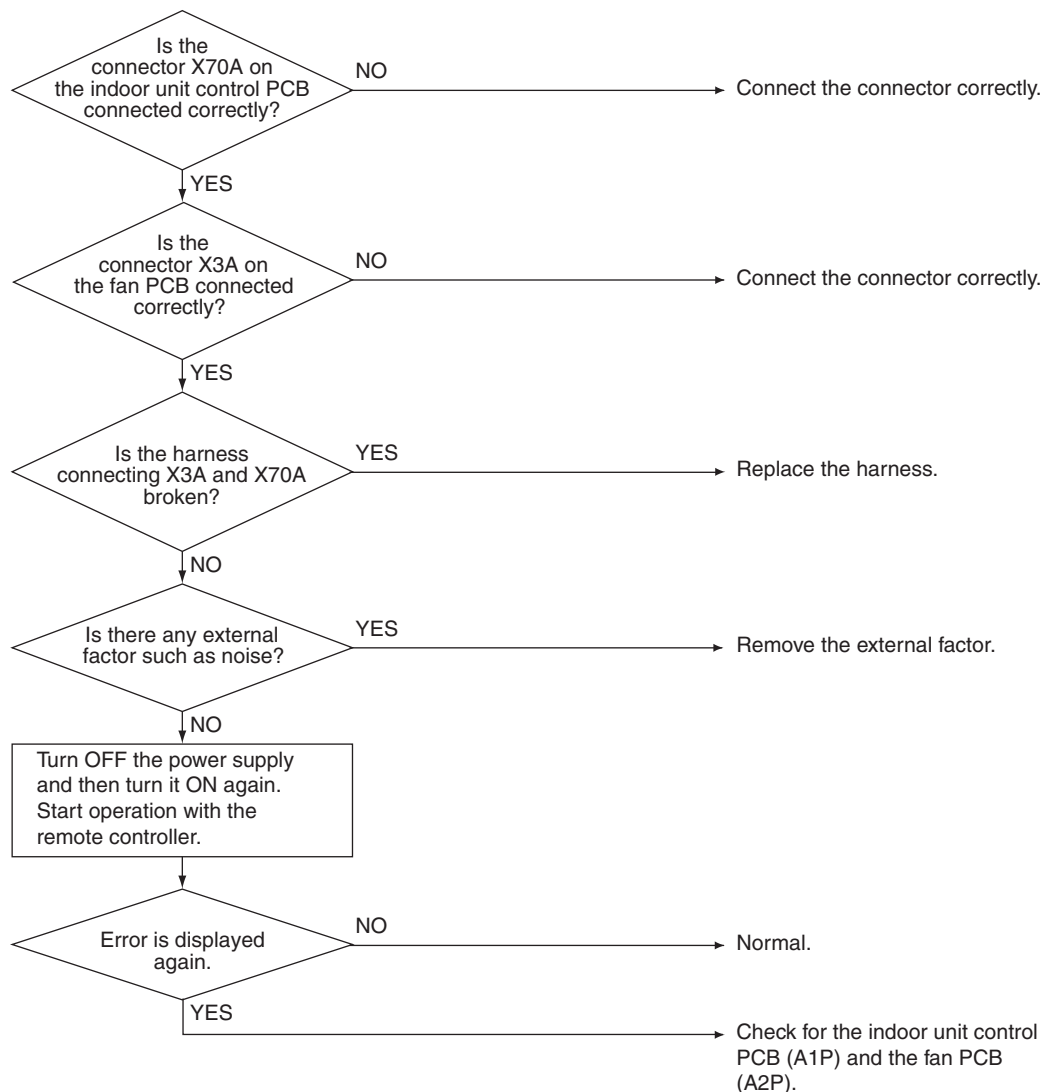 Is the
connector X70A on
the indoor unit control PCB
connected correctly?
NO
Connect the connector correctly.
YES
Is the
connector X3A on
the fan PCB connected
correctly?
NO
Connect the connector correctly.
YES
Is the harness
connecting X3A and X70A
broken?
YES
Replace the harness.
NO
Is there any external
factor such as noise?
YES
Remove the external factor.
NO
Turn OFF the power supply
and then turn it ON again.
Start operation with the
remote controller.
Error is displayed
again.
NO
Normal.
YES
Check for the indoor unit control
PCB (A1P) and the fan PCB
(A2P).